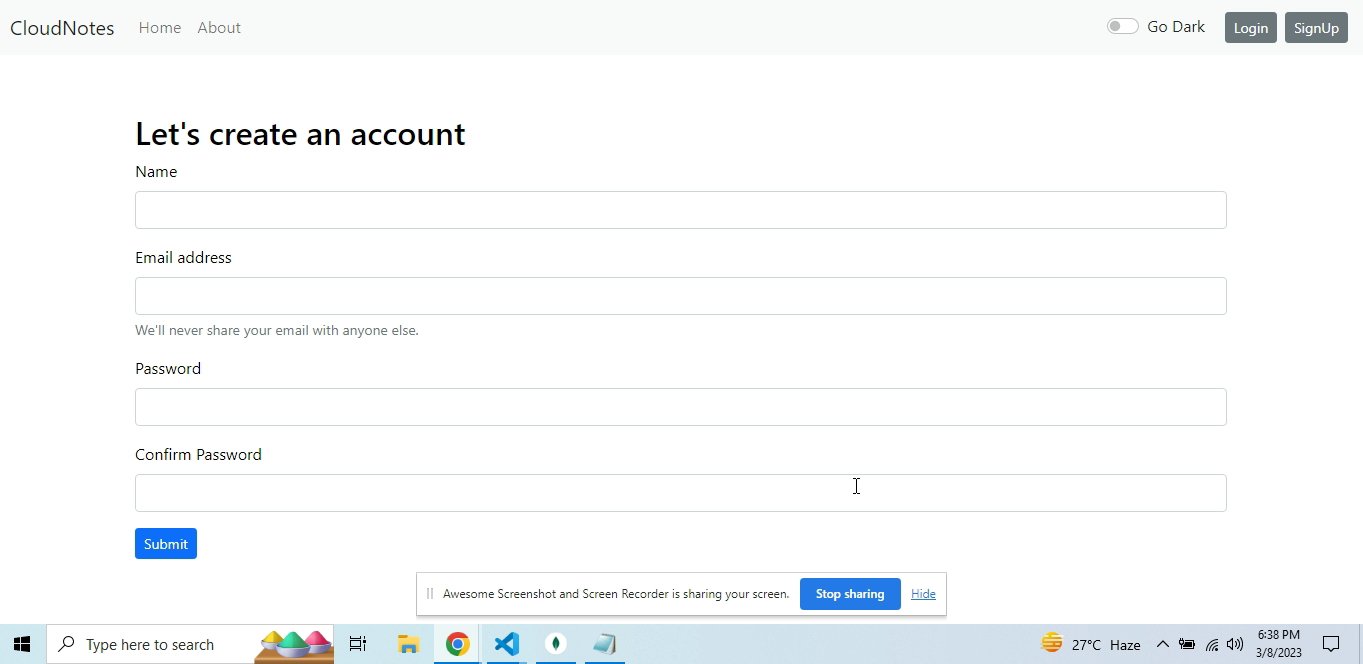 CloudNotes Home About Go Dark Login SignUp
Let's create an account
Name
Email address
We'll never share your email with anyone else.
Password
Confirm Password
Submit
Awesome Screenshot and Screen Recorder is sharing your screen. Stop sharing Hide
Type here to search 27°C Haze 6:38 PM
3/8/2023